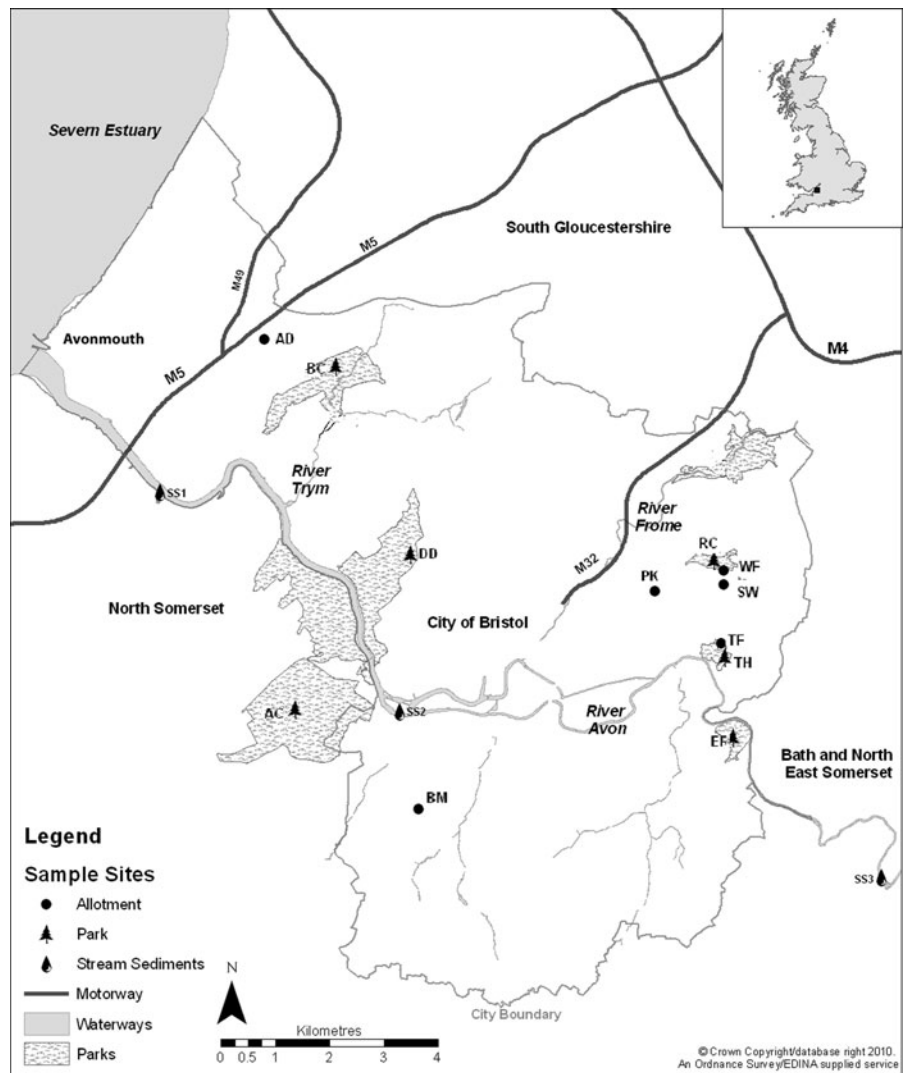 Severn Estuary
South Gloucestershire
M5
M49
Avonmouth
AD
M4
M5
BC
River
Trym
SS1
River
Frome
M32
RC
WF
DD
PK
SW
North Somerset
City of Bristol
TF
TH
AC
SS2
River
Avon
EF
Bath and North
East Somerset
BM
SS3
Legend
Sample Sites
Allotment
Park
Stream Sediments
Motorway
Waterways
Parks
N
Kilometres
0 0.5 1 2 3 4
City Boundary
© Crown Copyright/database right 2010.
An Ordnance Survey/EDINA supplied service